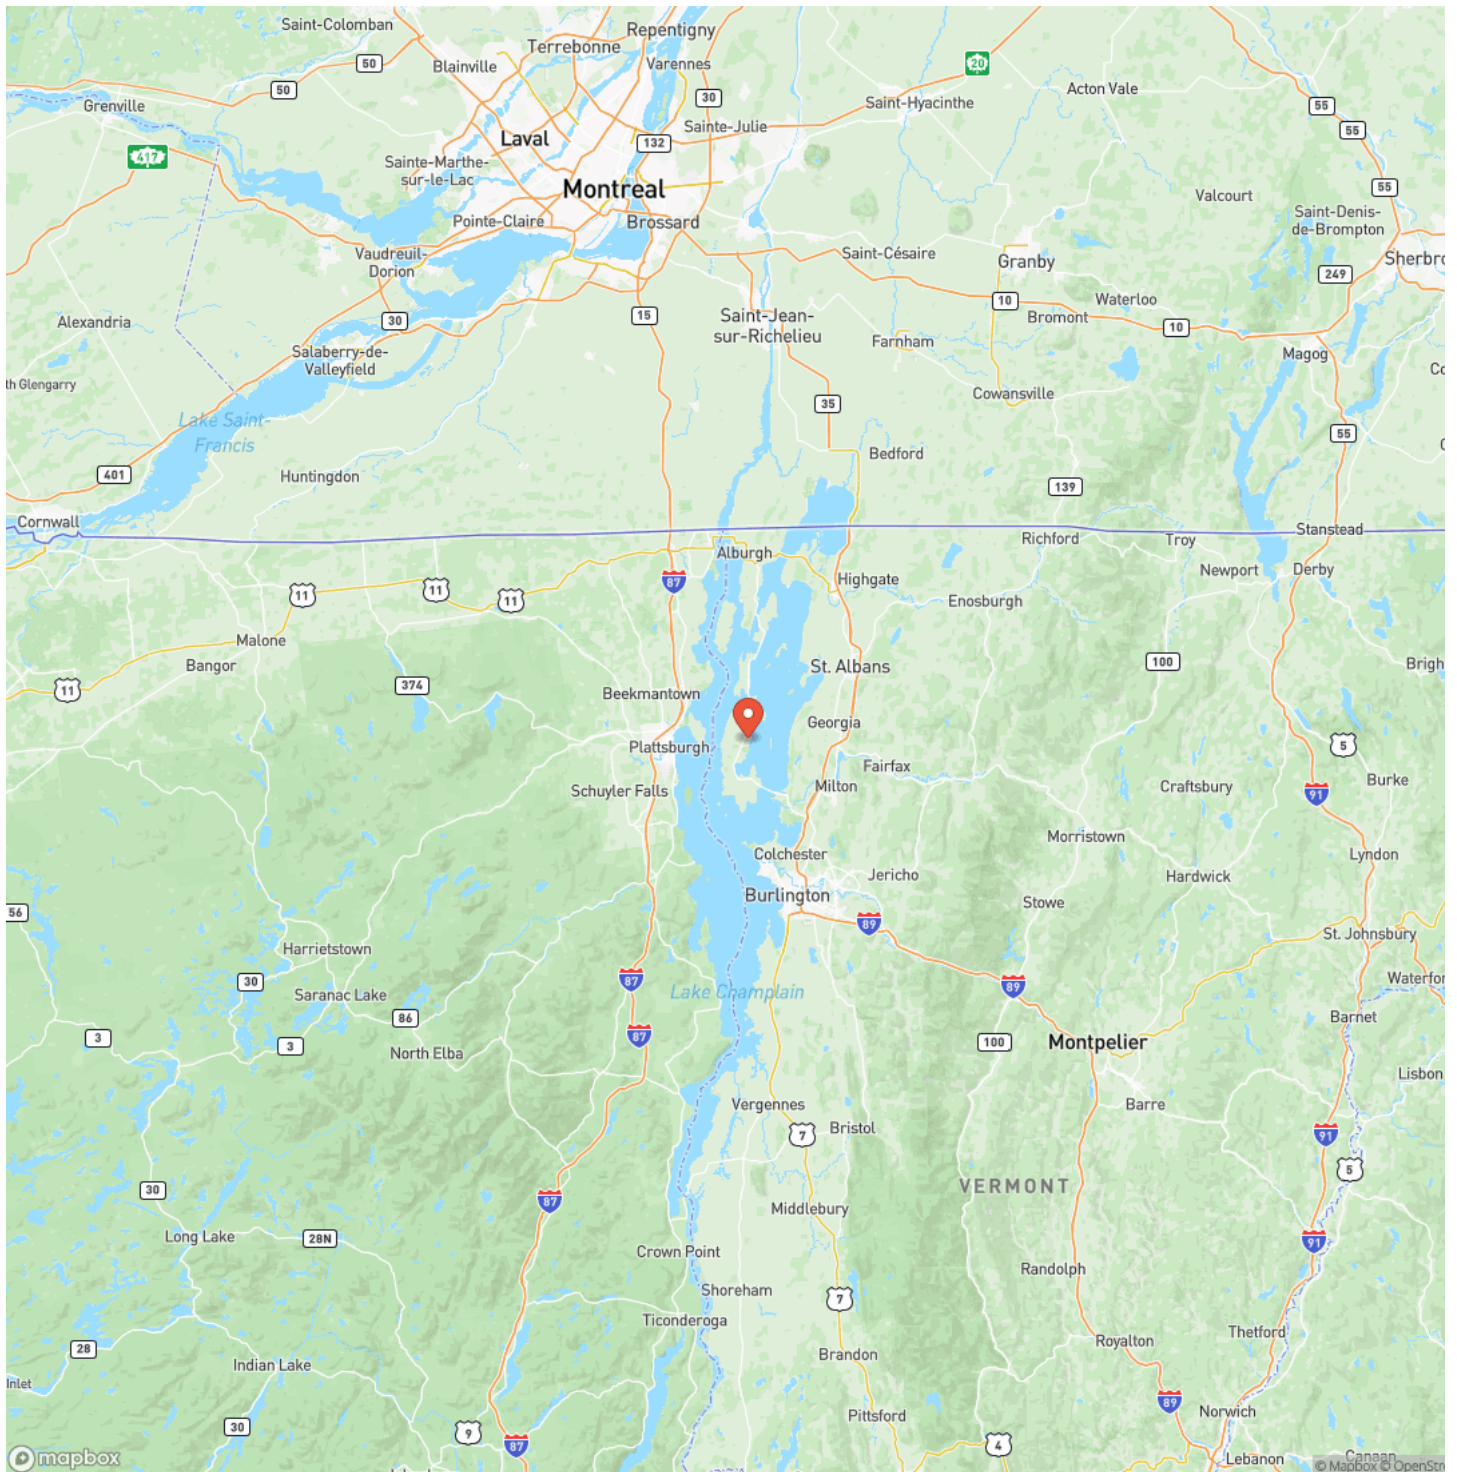 Saint-Colomban
Repentigny
Terrebonne
50
Blainville
Varennes
20
50
30
Acton Vale
Grenville
Saint-Hyacinthe
55
Sainte-Julie
55
Laval
132
417
Sainte-Marthe-
sur-le-Lac
Montreal
55
Valcourt
Pointe-Claire
Brossard
Saint-Denis-
de-Brompton
Vaudreuil-
Dorion
Saint-Césaire
Granby
Sherbro
249
Waterloo
10
Alexandria
30
15
Saint-Jean-
sur-Richelieu
Bromont
10
Farnham
Salaberry-de-
Valleyfield
Magog
th Glengarry
Cowansville
35
Lake Saint-
Francis
55
Bedford
401
Huntingdon
139
Cornwall
Stanstead
Richford
Troy
Alburgh
Newport
Derby
87
Highgate
11
11
11
Enosburgh
Malone
Bangor
St. Albans
100
Brigh
11
374
Beekmantown
Georgia
Plattsburgh
5
Fairfax
Schuyler Falls
Milton
Craftsbury
Burke
91
Morristown
Colchester
Lyndon
Jericho
Hardwick
Burlington
Stowe
56
89
St. Johnsbury
Harrietstown
30
87
Waterfor
Saranac Lake
Lake Champlain
89
86
Barnet
3
3
87
North Elba
100
Montpelier
Lisbon
Vergennes
Barre
7
Bristol
91
5
30
87
VERMONT
Middlebury
Long Lake
28N
91
Crown Point
Randolph
Shoreham
7
Ticonderoga
Thetford
28
Royalton
Indian Lake
Brandon
Inlet
89
Norwich
30
9
87
Pittsford
4
Lebanon
Canaan
mapbox
© Mapbox © OpenStre